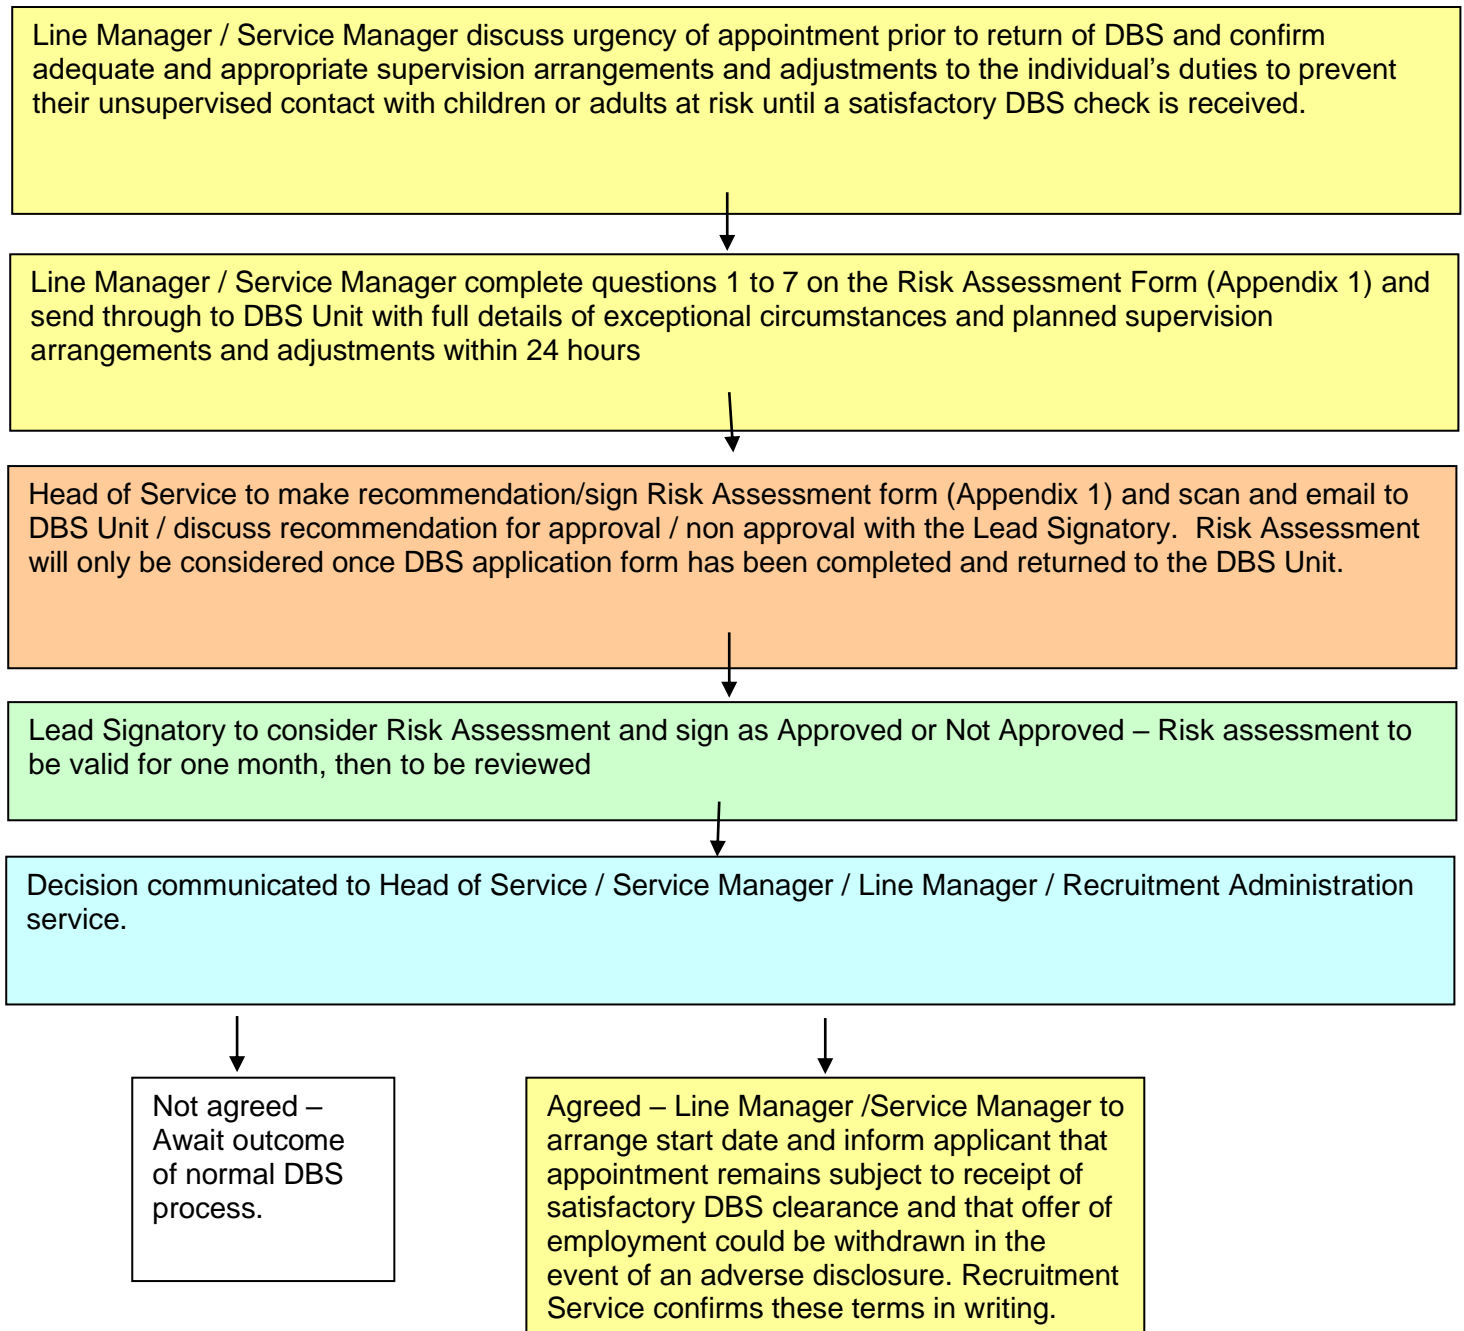 Line Manager / Service Manager discuss urgency of appointment prior to return of DBS and confirm
adequate and appropriate supervision arrangements and adjustments to the individual’s duties to prevent
their unsupervised contact with children or adults at risk until a satisfactory DBS check is received.
Line Manager / Service Manager complete questions 1 to 7 on the Risk Assessment Form (Appendix 1) and
send through to DBS Unit with full details of exceptional circumstances and planned supervision
arrangements and adjustments within 24 hours
Head of Service to make recommendation/sign Risk Assessment form (Appendix 1) and scan and email to
DBS Unit / discuss recommendation for approval / non approval with the Lead Signatory.  Risk Assessment
will only be considered once DBS application form has been completed and returned to the DBS Unit.
Lead Signatory to consider Risk Assessment and sign as Approved or Not Approved – Risk assessment to
be valid for one month, then to be reviewed
Decision communicated to Head of Service / Service Manager / Line Manager / Recruitment Administration
service.
Not agreed –
Await outcome
of normal DBS
process.
Agreed – Line Manager /Service Manager to
arrange start date and inform applicant that
appointment remains subject to receipt of
satisfactory DBS clearance and that offer of
employment could be withdrawn in the
event of an adverse disclosure. Recruitment
Service confirms these terms in writing.